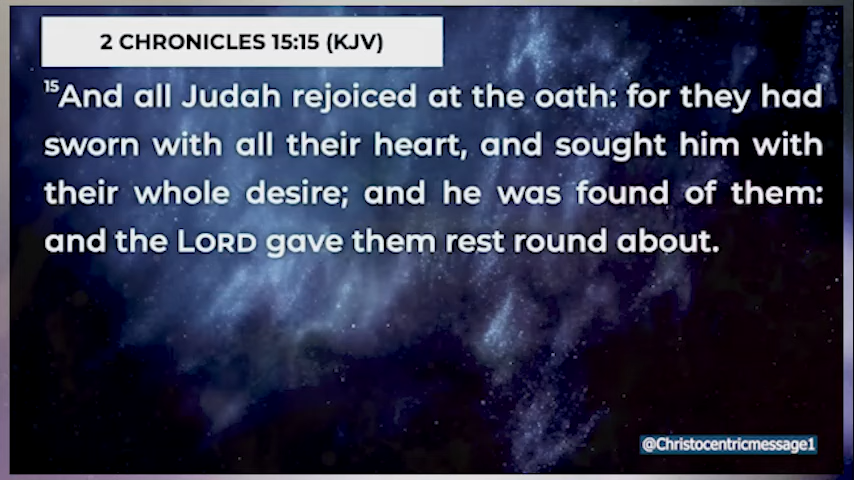 2 CHRONICLES 15:15 (KJV)
15And all Judah rejoiced at the oath: for they had
sworn with all their heart, and sought him with
their whole desire; and he was found of them:
and the LORD gave them rest round about.
@Christocentricmessage1